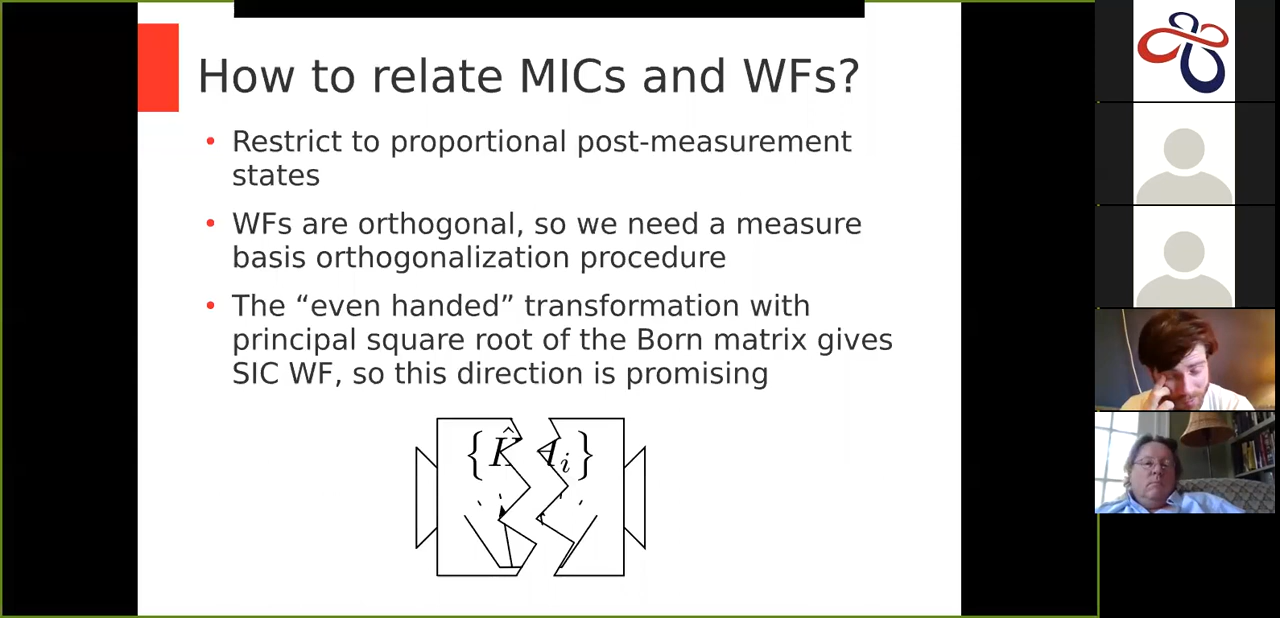 How to relate MICs and WFs?
• Restrict to proportional post-measurement
states
• WFs are orthogonal, so we need a measure
basis orthogonalization procedure
• The “even handed” transformation with
principal square root of the Born matrix gives
SIC WF, so this direction is promising